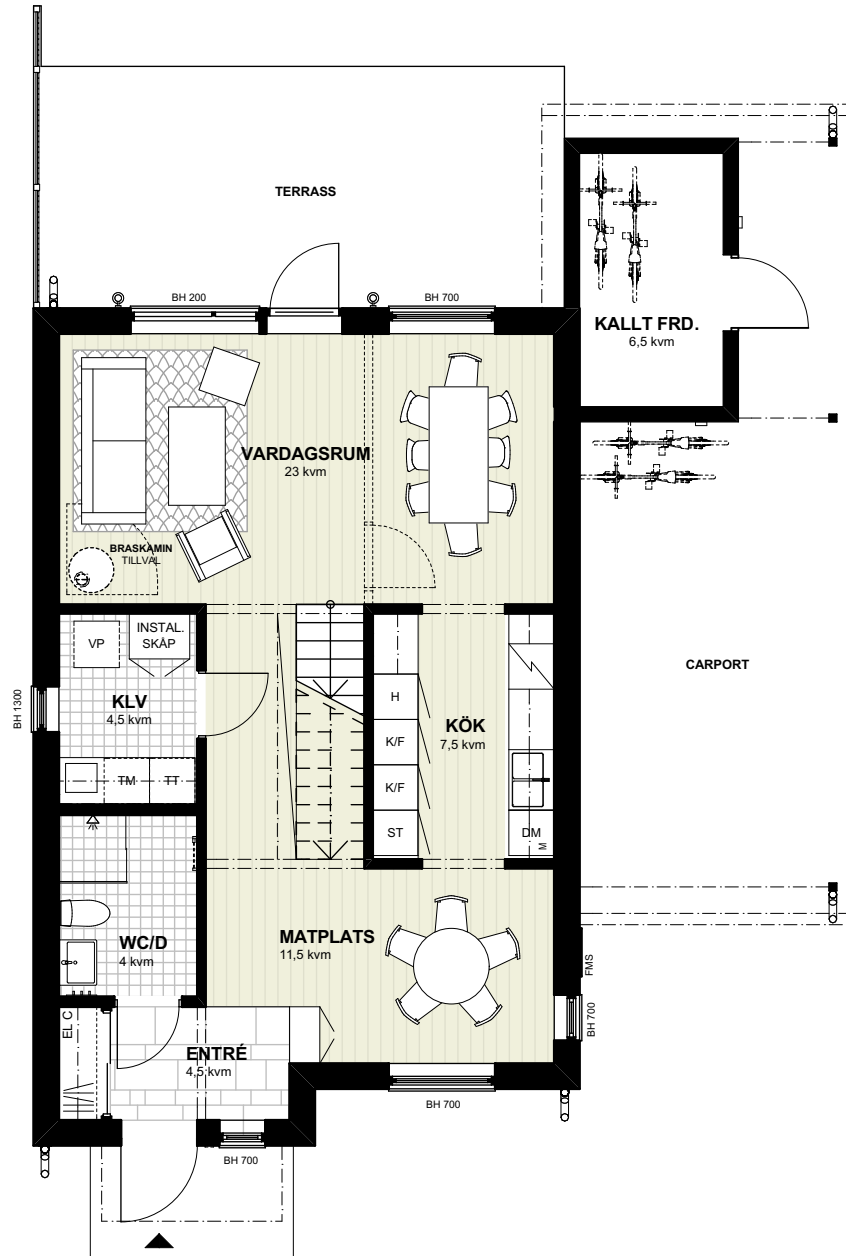 TERRASS
BH 200
BH 700
KALLT FRD.
6,5 kvm
VARDAGSRUM
23 kvm
BRASKAMIN
TILLVAL
VP
INSTAL.
SKÅP
CARPORT
BH 1300
KLV
4,5 kvm
H
KÖK
7,5 kvm
K/F
K/F
TM
TT
ST
DM
M
WC/D
4 kvm
MATPLATS
11,5 kvm
FMS
BH 700
EL C
ENTRÉ
4,5 kvm
BH 700
BH 700